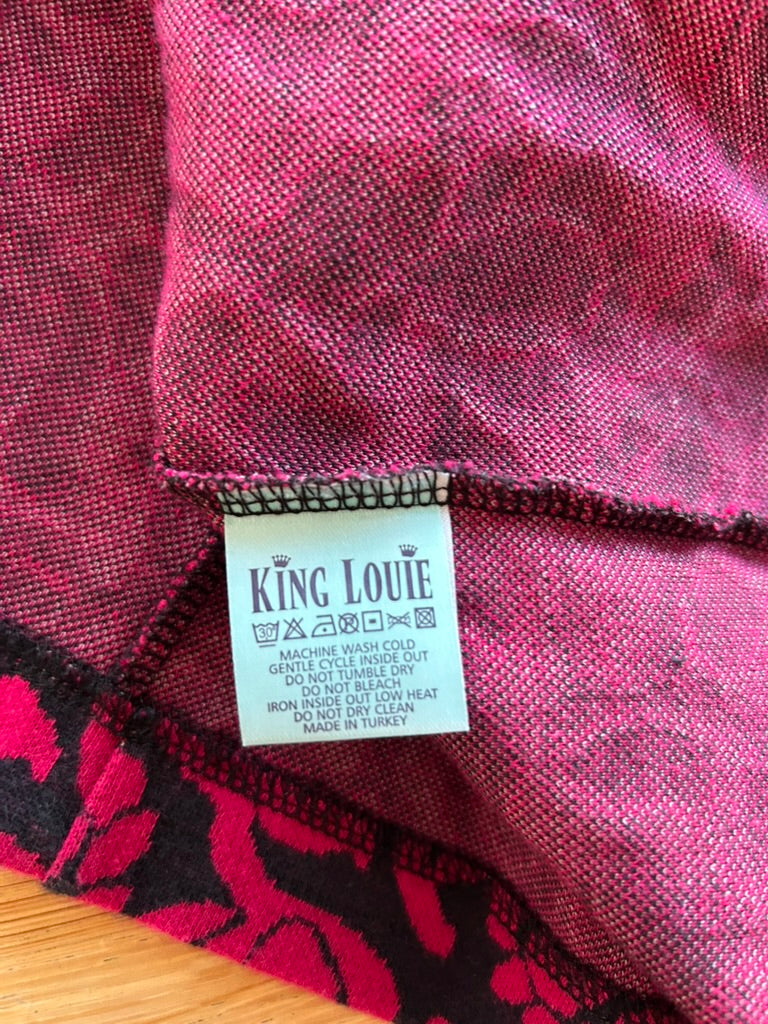 KING LOUIE
30°
MACHINE WASH COLD
GENTLE CYCLE INSIDE OUT
DO NOT TUMBLE DRY
DO NOT BLEACH
IRON INSIDE OUT LOW HEAT
DO NOT DRY CLEAN
MADE IN TURKEY